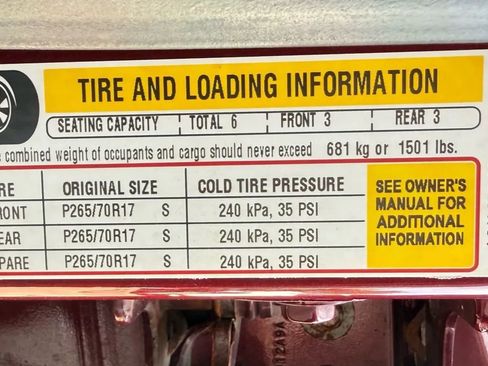 TIRE AND LOADING INFORMATION
SEATING CAPACITY TOTAL 6 FRONT 3 REAR 3
e combined weight of occupants and cargo should never exceed 681 kg or 1501 lbs.
RE ORIGINAL SIZE COLD TIRE PRESSURE
RONT P265/70R17 S 240 kPa, 35 PSI
EAR P265/70R17 S 240 kPa, 35 PSI
PARE P265/70R17 S 240 kPa, 35 PSI
SEE OWNER'S
MANUAL FOR
ADDITIONAL
INFORMATION